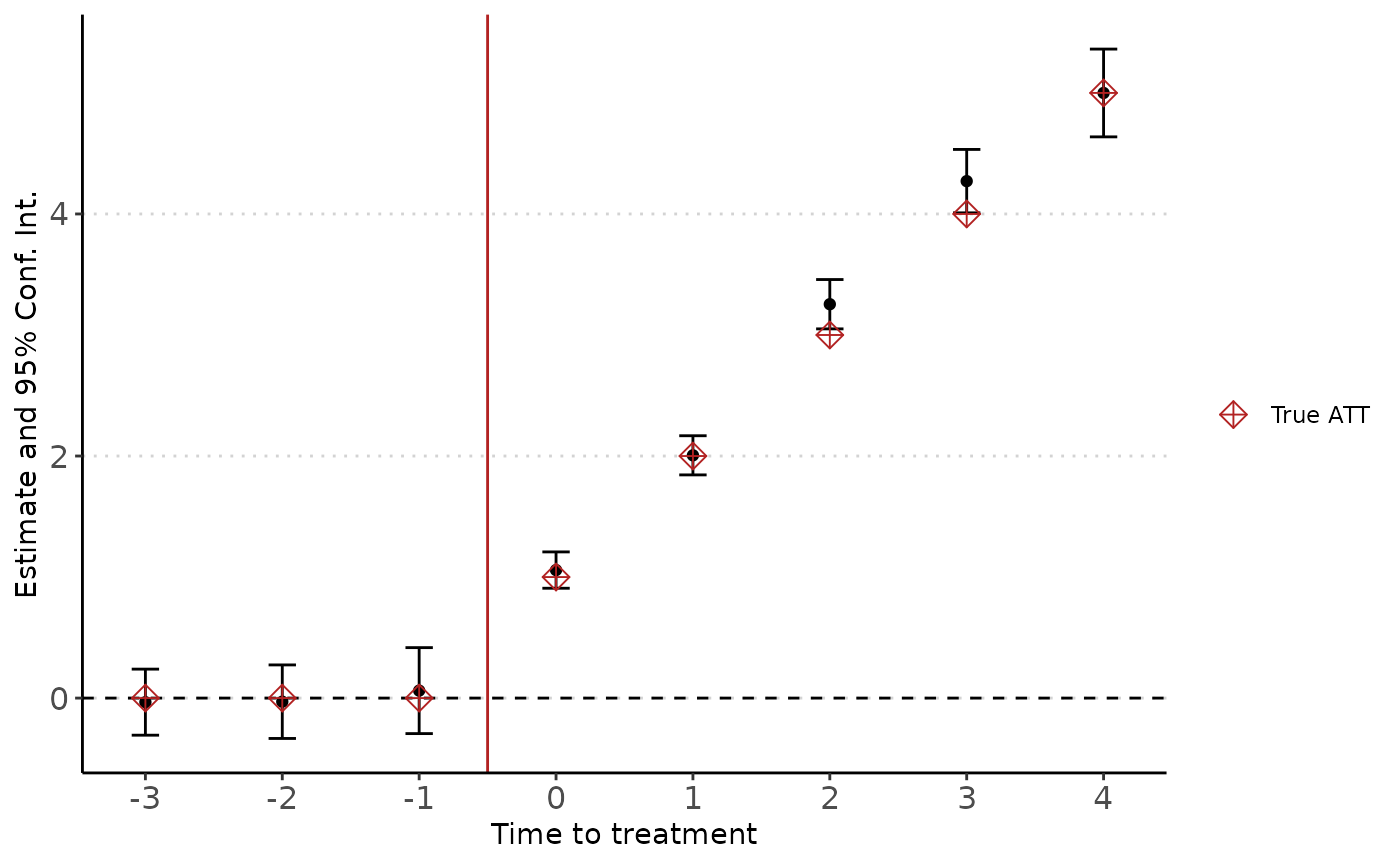 Estimate and 95% Conf. Int.
4
2
0
-3 -2 -1 0 1 2 3 4
Time to treatment
True ATT